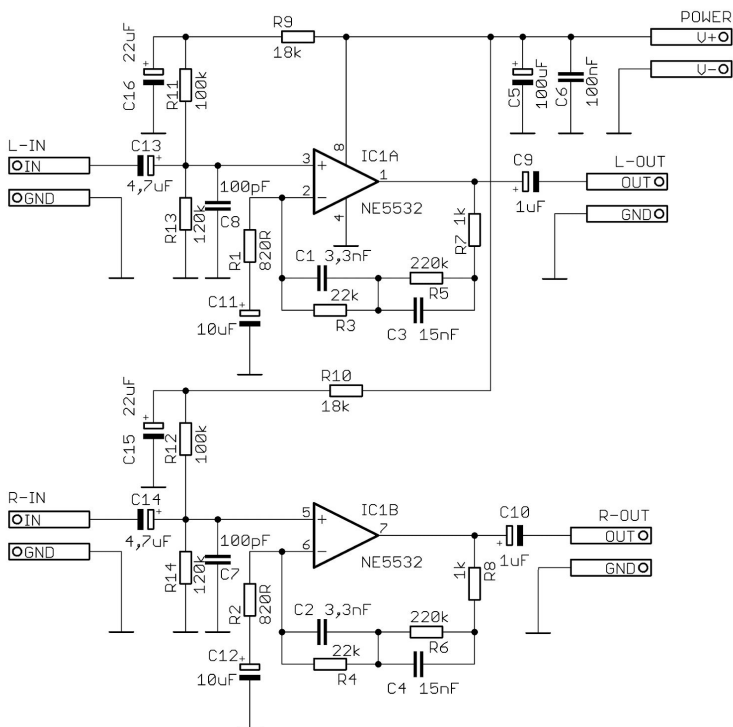 POWER
V+
V-
R9
18k
22uF
+
C16
R11
100k
+
C5
100uF
C6
100nF
L-IN
IN
GND
C13
+
4,7uF
R13
120k
100pF
C8
3
+
2
-
8
4
1
IC1A
NE5532
C9
+
1uF
L-OUT
OUT
GND
R1
820R
R7
1k
C1
3,3nF
220k
R5
22k
R3
C3
15nF
C11
+
10uF
R10
18k
22uF
+
C15
R12
100k
R-IN
IN
GND
C14
+
4,7uF
R14
120k
100pF
C7
5
+
6
-
7
IC1B
NE5532
C10
+
1uF
R-OUT
OUT
GND
R2
820R
1k
R8
C2
3,3nF
220k
R6
22k
R4
C4
15nF
C12
+
10uF